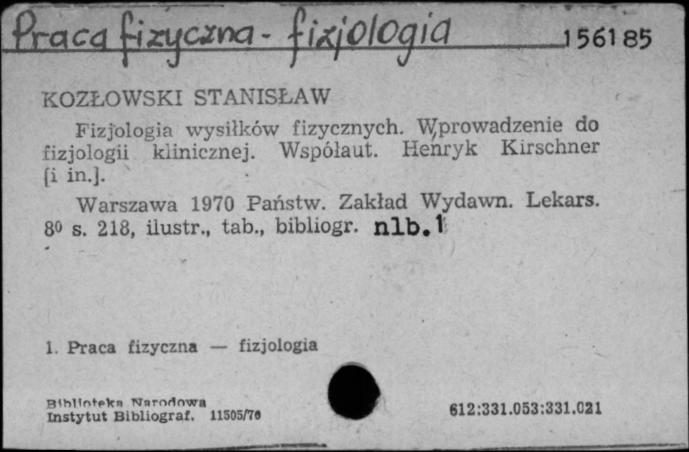 Praca fizyczna - fizjologia 156185
KOZŁOWSKI STANISŁAW
Fizjologia wysiłków fizycznych. Wprowadzenie do
fizjologii klinicznej. Współaut. Henryk Kirschner
[i in.].
Warszawa 1970 Państw. Zakład Wydawn. Lekars.
8⁰ s. 218, ilustr., tab., bibliogr. nlb.1
1. Praca fizyczna — fizjologia
Biblioteka Narodowa
Instytut Bibliograf. 11505/70
612:331.053:331.021